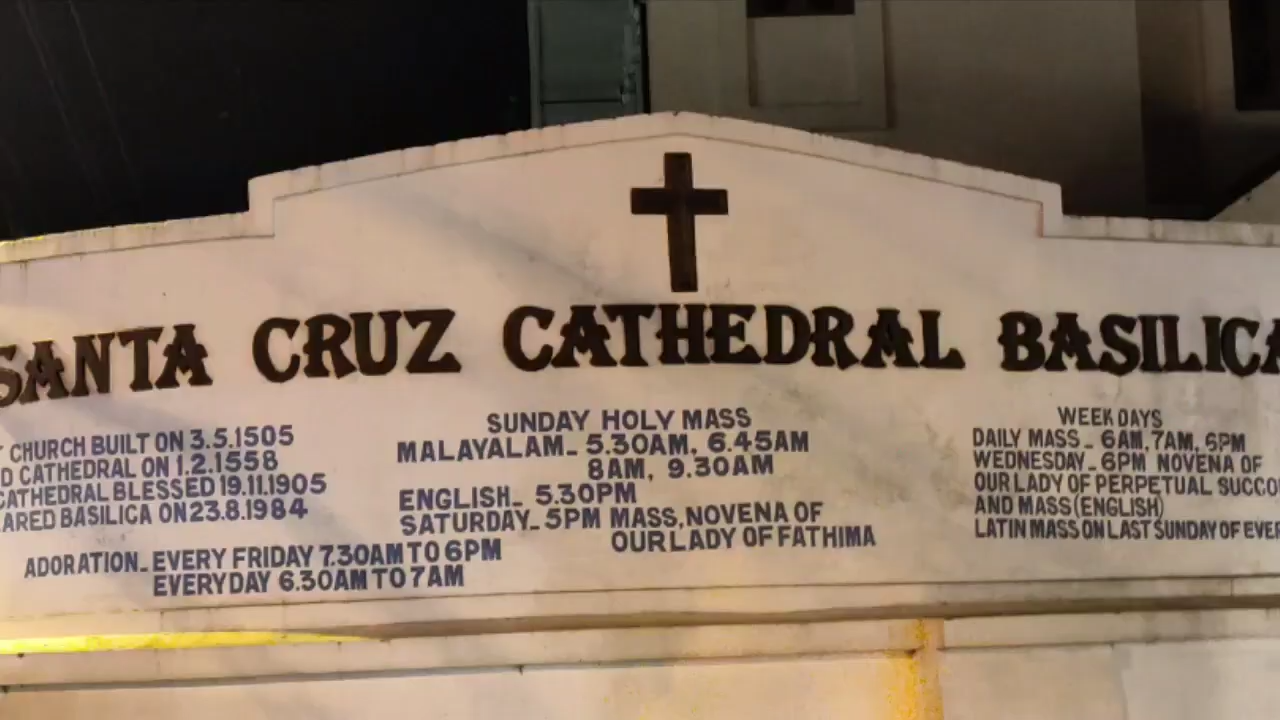 SANTA CRUZ CATHEDRAL BASILICA
CHURCH BUILT ON 3.5.1505
CATHEDRAL ON 1.2.1558
CATHEDRAL BLESSED 19.11.1905
BASILICA ON 23.8.1984
ADORATION_ EVERY FRIDAY 7.30AM TO 6PM
EVERYDAY 6.30AM TO 7AM
SUNDAY HOLY MASS
MALAYALAM_ 5.30AM, 6.45AM
8AM, 9.30AM
ENGLISH_ 5.30PM
SATURDAY_ 5PM MASS, NOVENA OF
OUR LADY OF FATHIMA
WEEK DAYS
DAILY MASS_ 6AM, 7AM, 6PM
WEDNESDAY_ 6PM NOVENA OF
OUR LADY OF PERPETUAL
AND MASS (ENGLISH)
LATIN MASS ON LAST SUNDAY OF